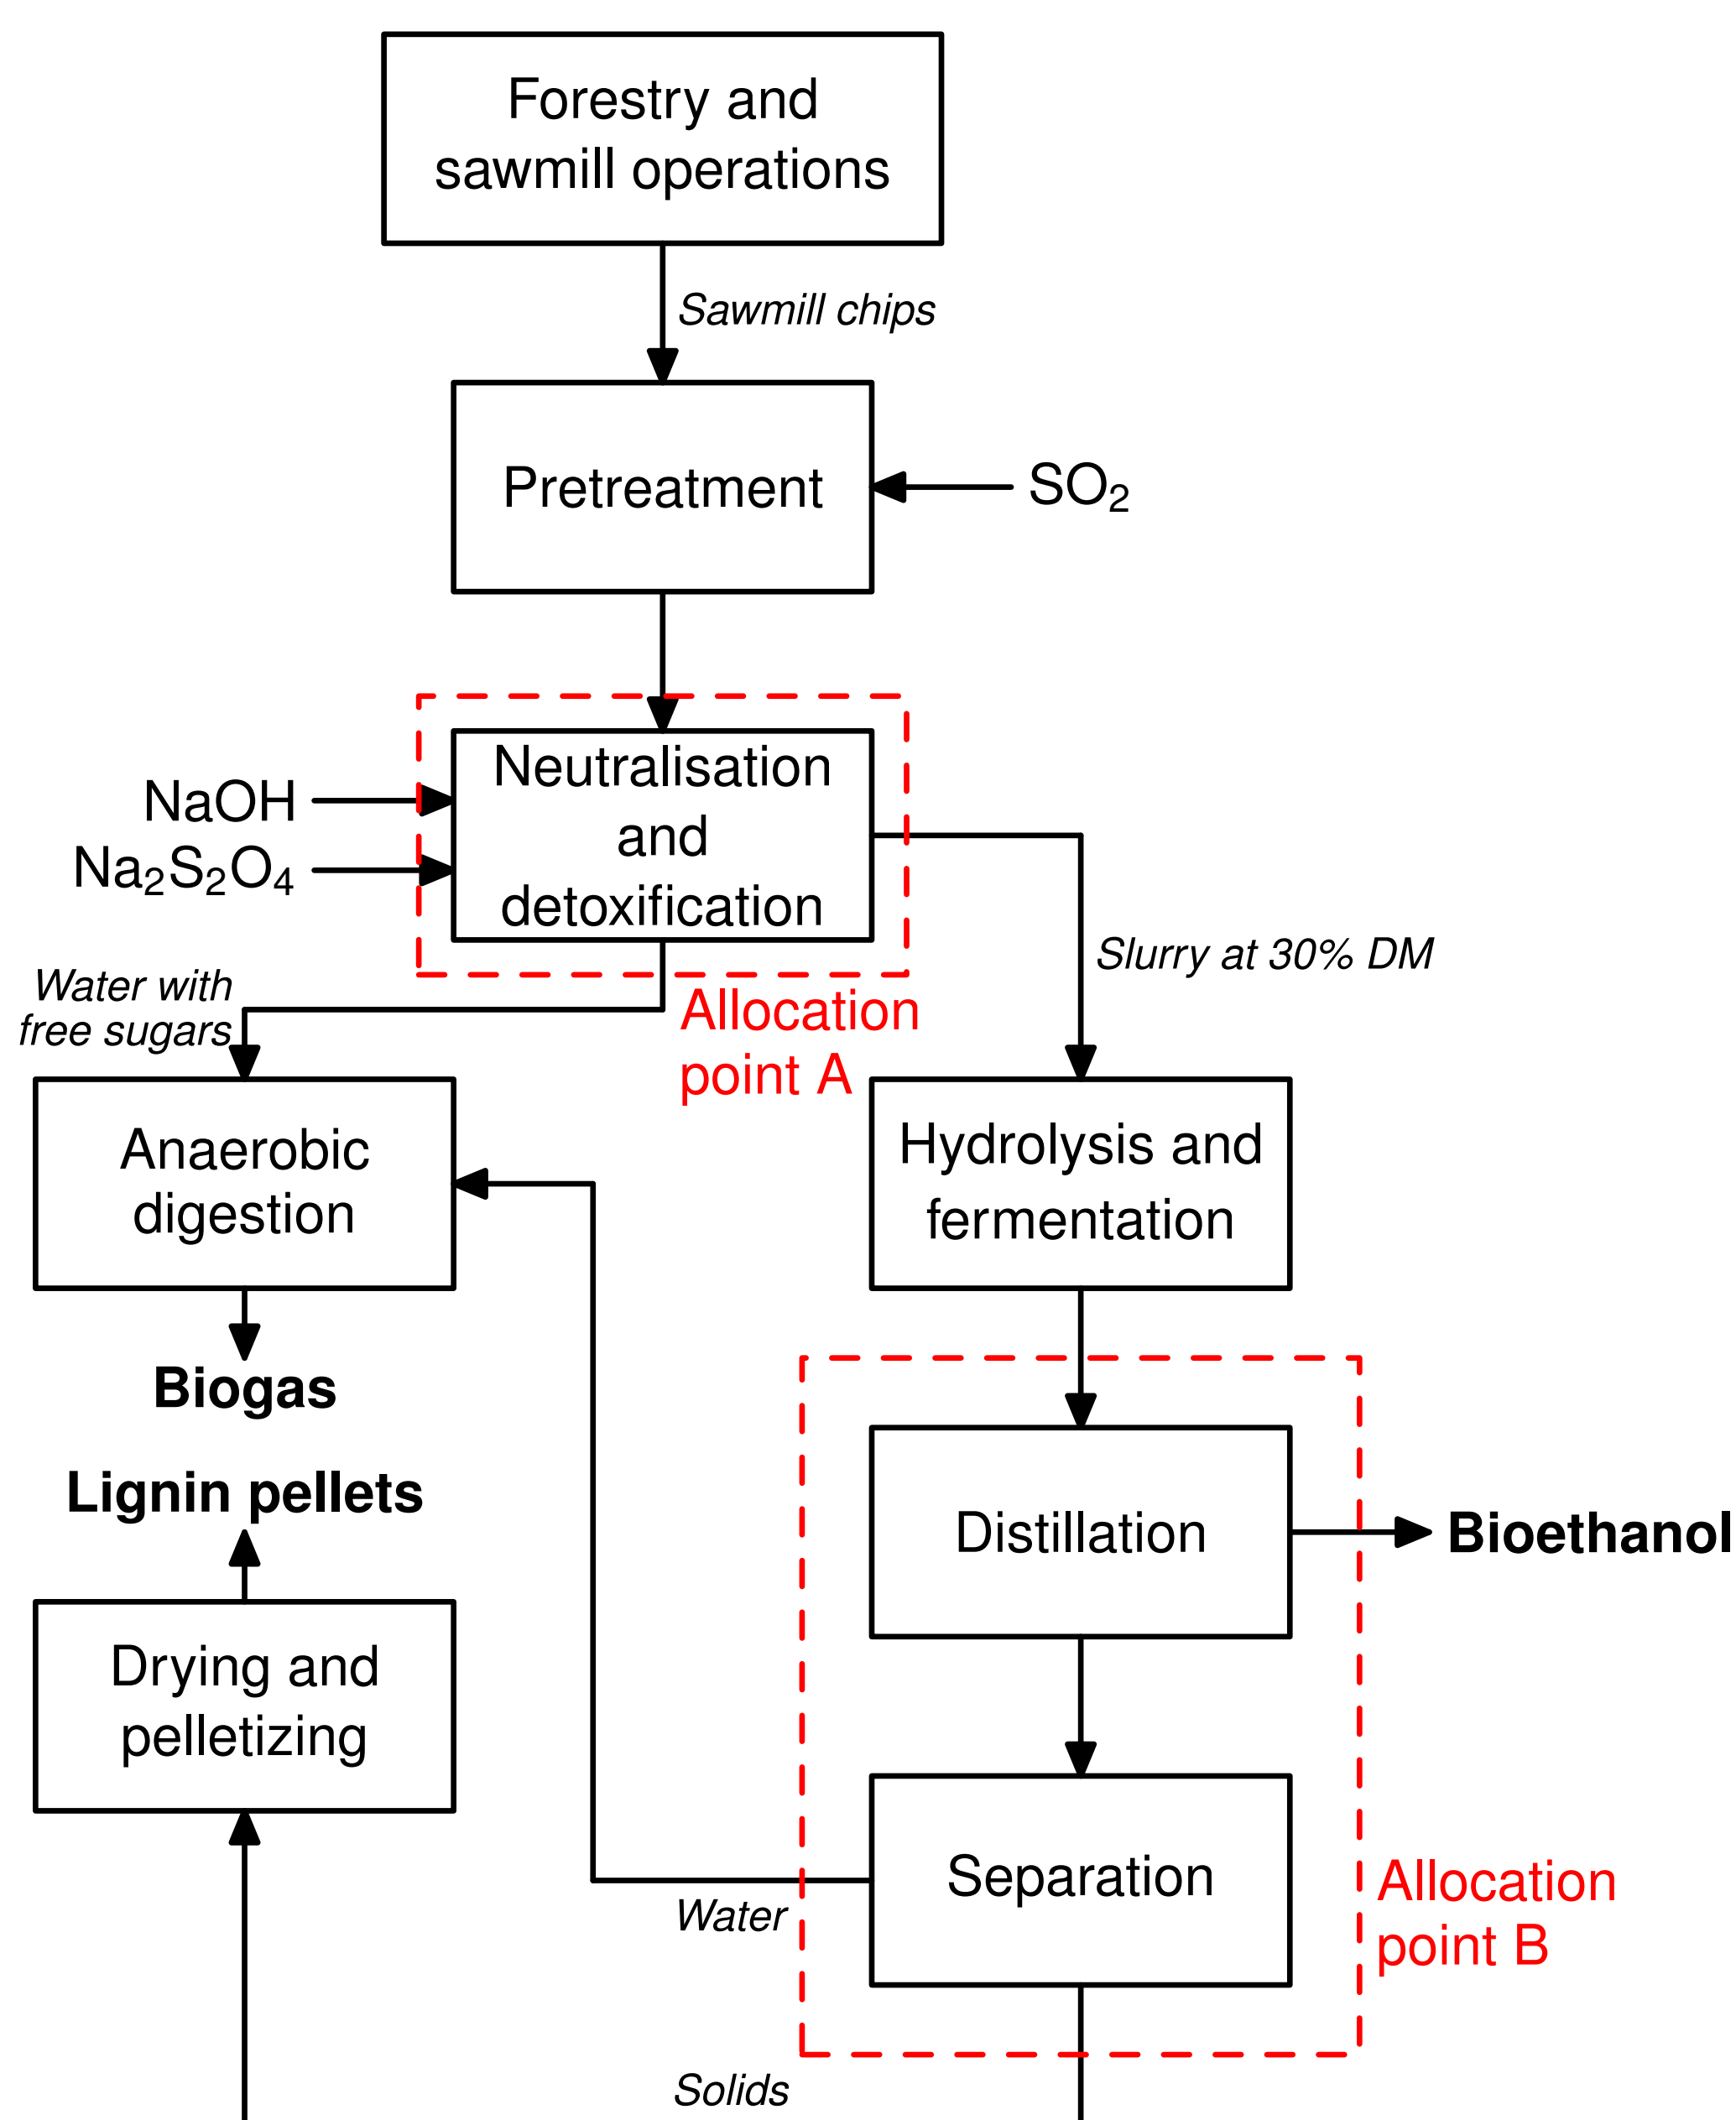 Forestry and
sawmill operations
Sawmill chips
Pretreatment
SO₂
Neutralisation
and
detoxification
NaOH
Na₂S₂O₄
Slurry at 30% DM
Water with
free sugars
Allocation
point A
Anaerobic
digestion
Hydrolysis and
fermentation
Biogas
Lignin pellets
Distillation
Bioethanol
Drying and
pelletizing
Separation
Water
Allocation
point B
Solids